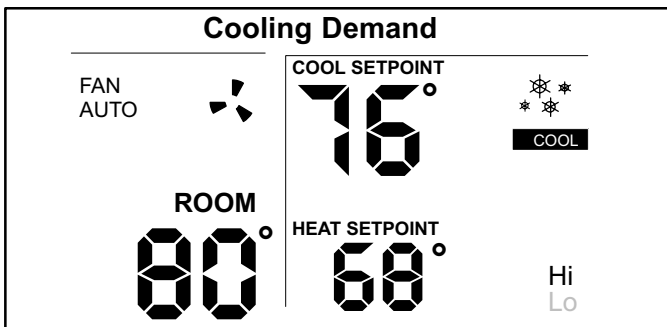 Cooling Demand
FAN
AUTO
COOL SETPOINT
76°
COOL
ROOM
80°
HEAT SETPOINT
68°
Hi
Lo